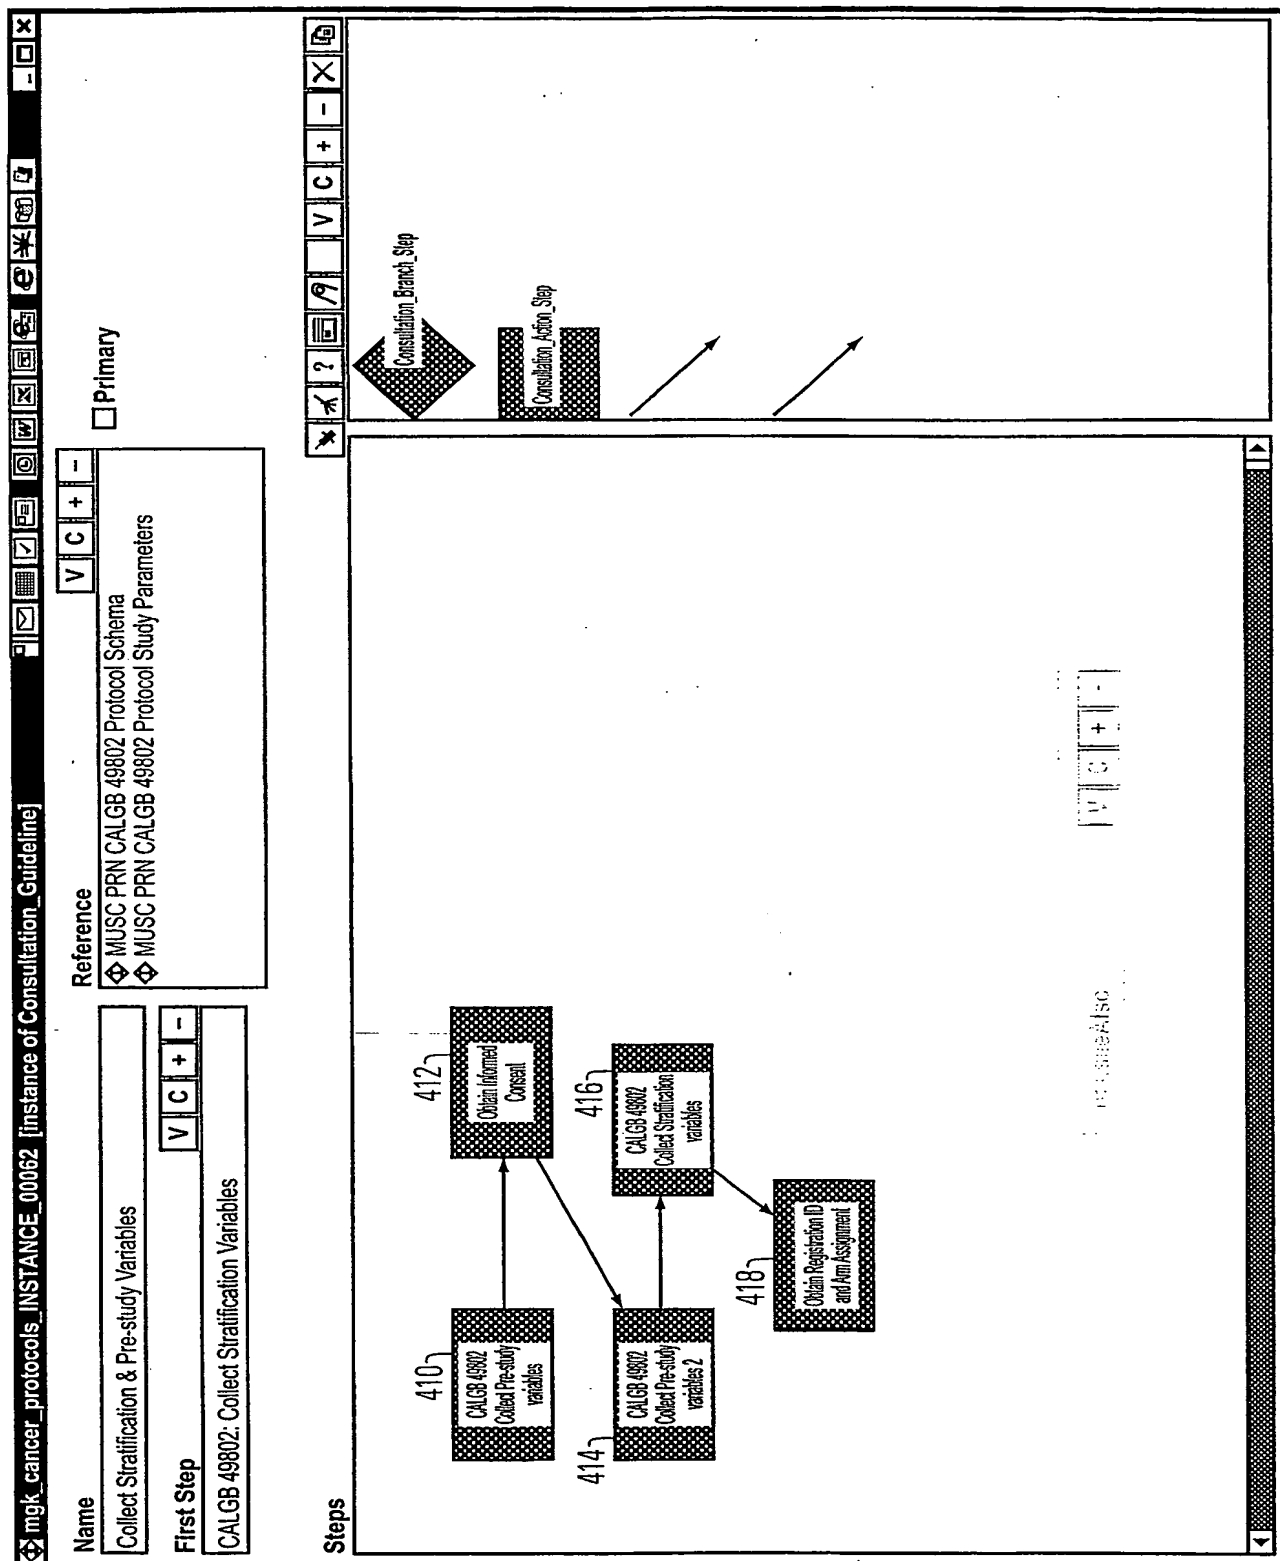 mgk_cancer_protocols_INSTANCE_00062 [instance of Consultation_Guideline]
Name
Collect Stratification & Pre-study Variables
First Step
V C + -
CALGB 49802: Collect Stratification Variables
Reference
V C + -
MUSC PRN CALGB 49802 Protocol Schema
MUSC PRN CALGB 49802 Protocol Study Parameters
Primary
Steps
? V C + -
410
CALGB 49802
Collect Pre-study
variables
412
Obtain Informed
Consent
414
CALGB 49802
Collect Pre-study
variables 2
416
CALGB 49802
Collect Stratification
variables
418
Obtain Registration ID
and Arm Assignment
Consultation_Branch_Step
Consultation_Action_Step
V C + -